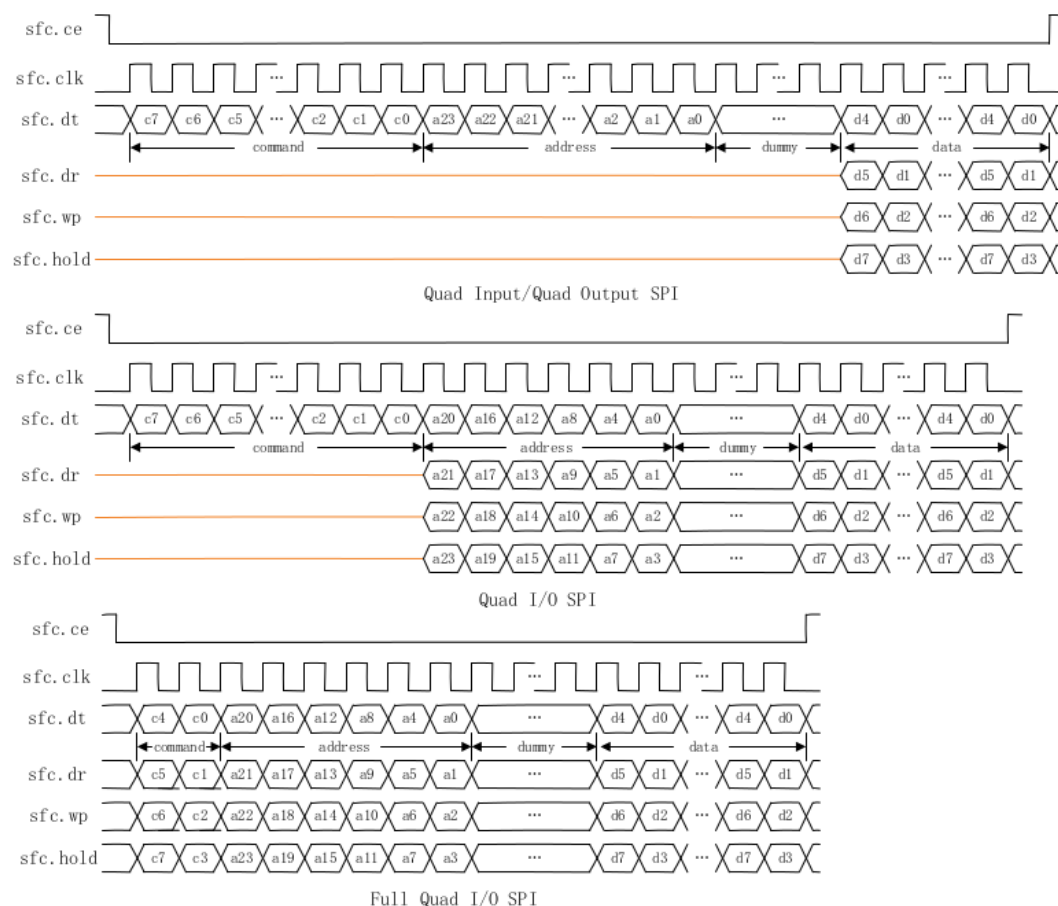 sfc.ce
sfc.clk ... ...
sfc.dt c7 c6 c5 ... c2 c1 c0 a23 a22 a21 ... a2 a1 a0 ... d4 d0 ... d4 d0
command address dummy data
sfc.dr d5 d1 ... d5 d1
sfc.wp d6 d2 ... d6 d2
sfc.hold d7 d3 ... d7 d3
Quad Input/Quad Output SPI
sfc.ce
sfc.clk ... ... ...
sfc.dt c7 c6 c5 ... c2 c1 c0 a20 a16 a12 a8 a4 a0 ... d4 d0 ... d4 d0
command address dummy data
sfc.dr a21 a17 a13 a9 a5 a1 ... d5 d1 ... d5 d1
sfc.wp a22 a18 a14 a10 a6 a2 ... d6 d2 ... d6 d2
sfc.hold a23 a19 a15 a11 a7 a3 ... d7 d3 ... d7 d3
Quad I/O SPI
sfc.ce
sfc.clk ... ...
sfc.dt c4 c0 a20 a16 a12 a8 a4 a0 ... d4 d0 ... d4 d0
command address dummy data
sfc.dr c5 c1 a21 a17 a13 a9 a5 a1 ... d5 d1 ... d5 d1
sfc.wp c6 c2 a22 a18 a14 a10 a6 a2 ... d6 d2 ... d6 d2
sfc.hold c7 c3 a23 a19 a15 a11 a7 a3 ... d7 d3 ... d7 d3
Full Quad I/O SPI